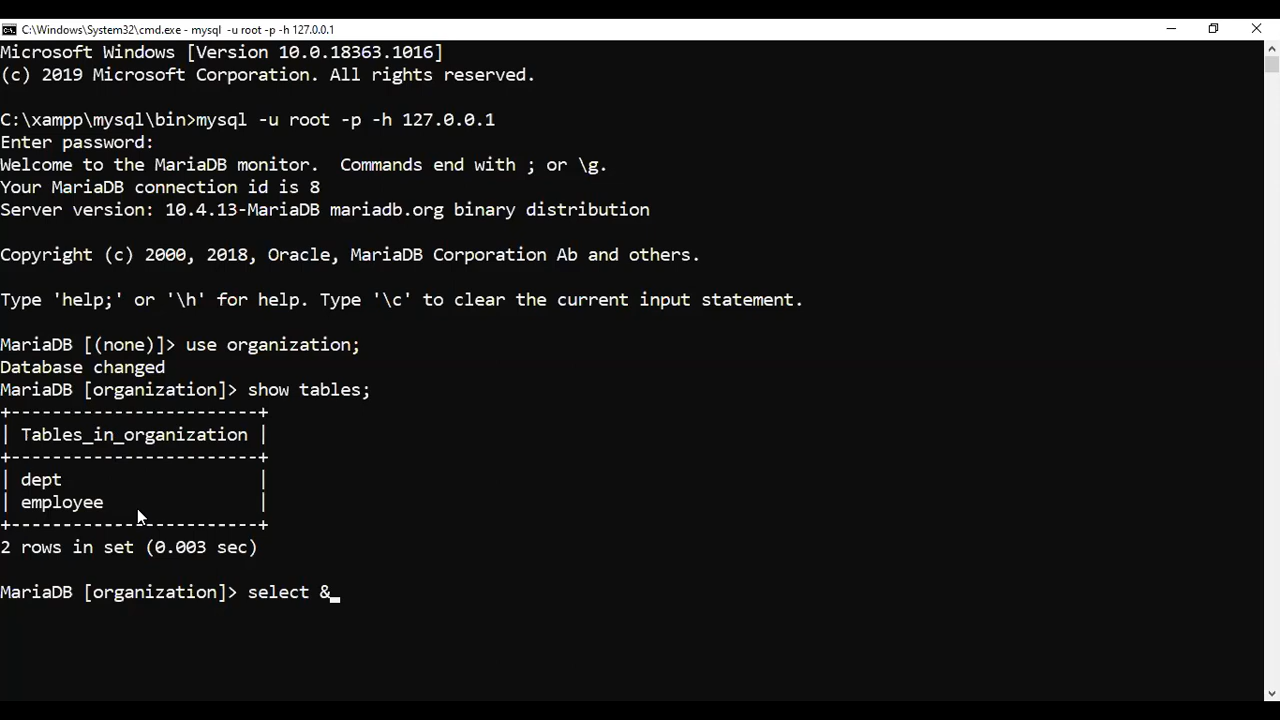 C:\Windows\System32\cmd.exe - mysql -u root -p -h 127.0.0.1
Microsoft Windows [Version 10.0.18363.1016]
(c) 2019 Microsoft Corporation. All rights reserved.
C:\xampp\mysql\bin>mysql -u root -p -h 127.0.0.1
Enter password:
Welcome to the MariaDB monitor.  Commands end with ; or \g.
Your MariaDB connection id is 8
Server version: 10.4.13-MariaDB mariadb.org binary distribution
Copyright (c) 2000, 2018, Oracle, MariaDB Corporation Ab and others.
Type 'help;' or '\h' for help. Type '\c' to clear the current input statement.
MariaDB [(none)]> use organization;
Database changed
MariaDB [organization]> show tables;
+------------------------+
| Tables_in_organization |
+------------------------+
| dept                   |
| employee               |
+------------------------+
2 rows in set (0.003 sec)
MariaDB [organization]> select &_